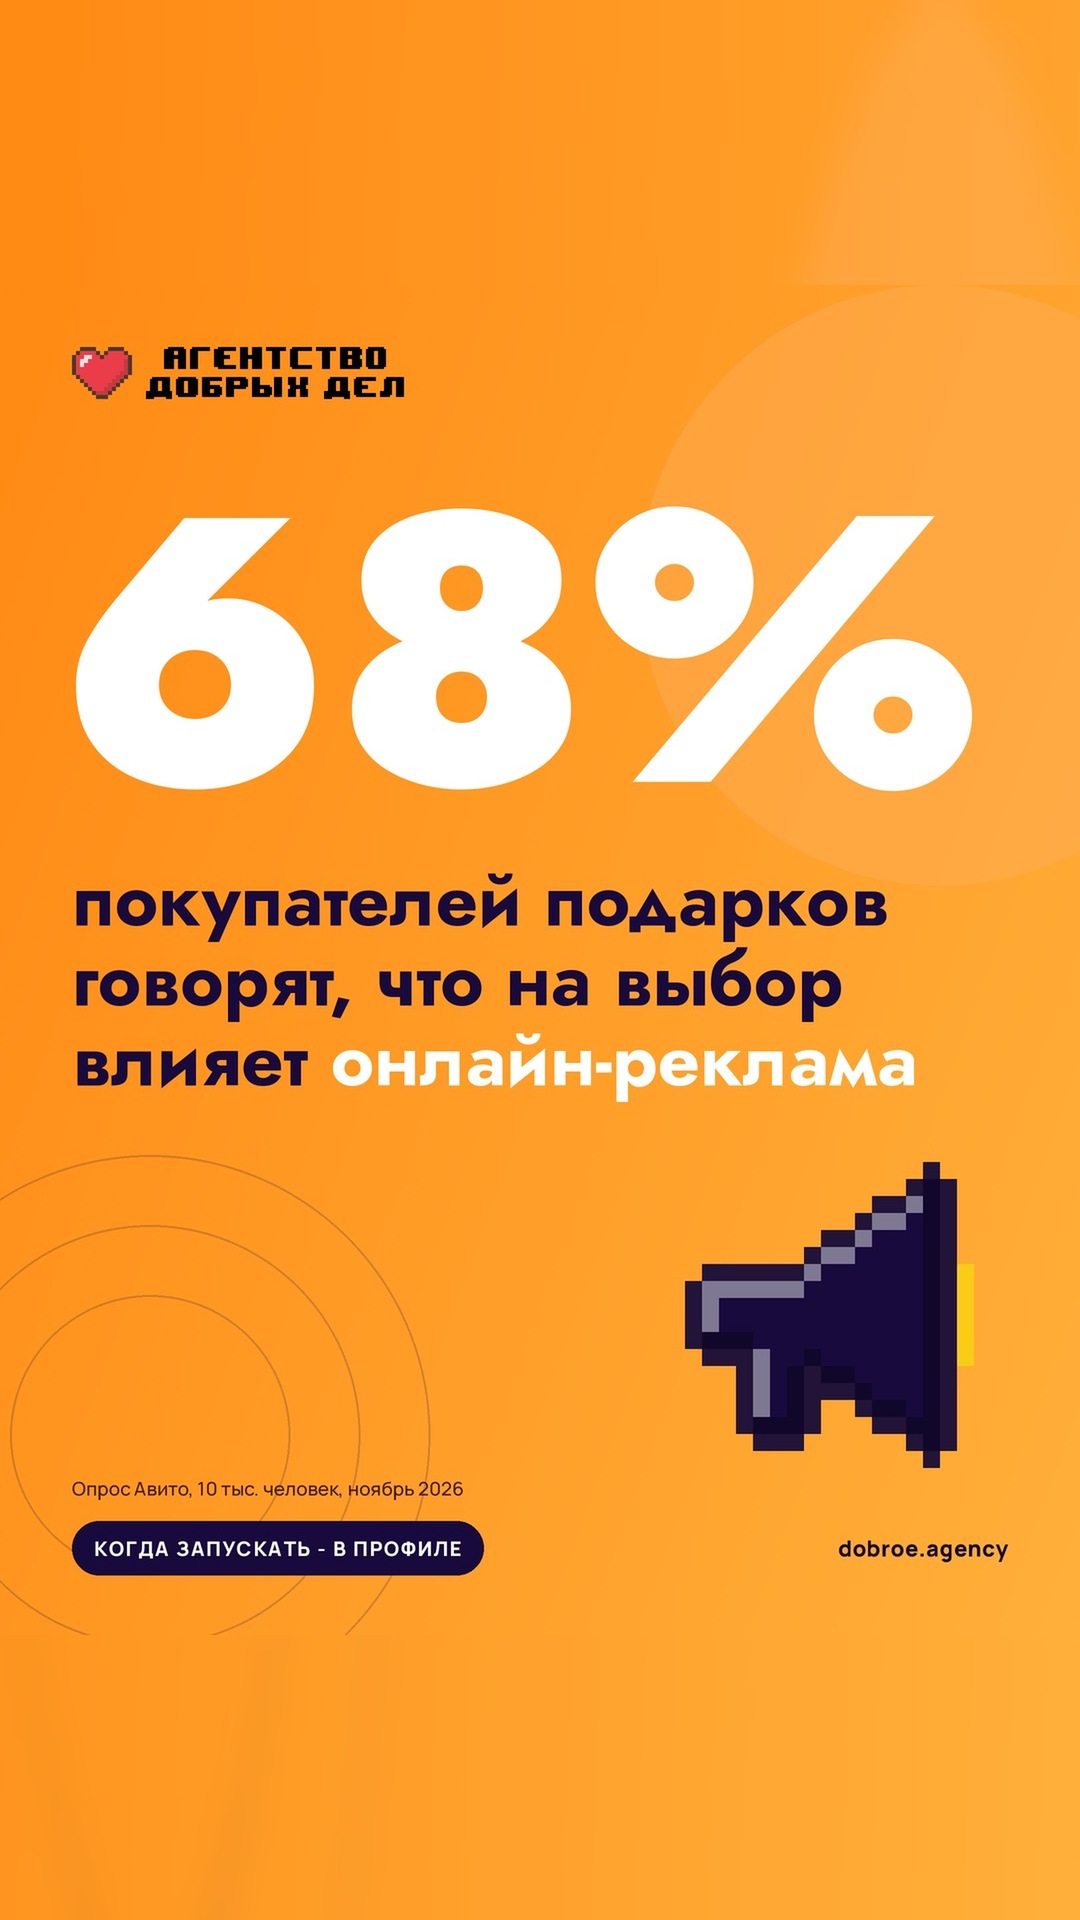 АГЕНТСТВО
ДОБРЫХ ДЕЛ
68%
покупателей подарков
говорят, что на выбор
влияет онлайн-реклама
Опрос Авито, 10 тыс. человек, ноябрь 2026
КОГДА ЗАПУСКАТЬ - В ПРОФИЛЕ
dobroe.agency